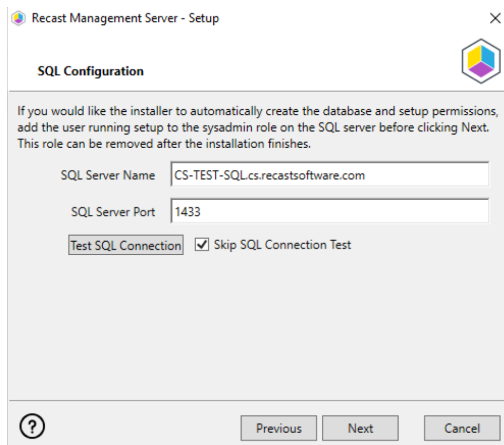 Recast Management Server - Setup
SQL Configuration
If you would like the installer to automatically create the database and setup permissions,
add the user running setup to the sysadmin role on the SQL server before clicking Next.
This role can be removed after the installation finishes.
SQL Server Name CS-TEST-SQL.cs.recastsoftware.com
SQL Server Port 1433
Test SQL Connection Skip SQL Connection Test
? Previous Next Cancel